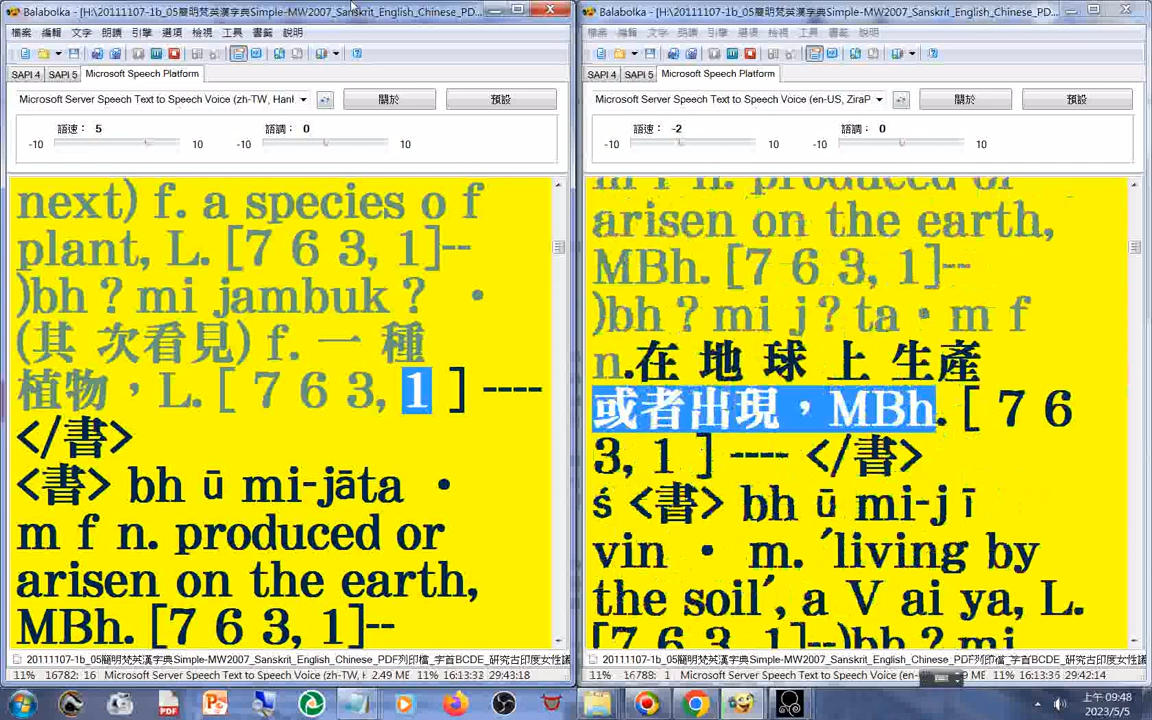 Balabolka - [H:\20111107-1b_05簡明梵英漢字典Simple-MW2007_Sanskrit_English_Chinese_PD...
檔案 編輯 文字 朗讀 引擎 選項 檢視 工具 書籤 說明
SAPI 4 SAPI 5 Microsoft Speech Platform
Microsoft Server Speech Text to Speech Voice (zh-TW, Hanl 關於 預設
語速： 5 語調： 0
-10 10 -10 10
next) f. a species o f
plant, L. [7 6 3, 1]--
)bh ? mi jambuk ? •
(其 次看見) f. 一 種
植物，L. [ 7 6 3, 1 ] ----
</書>
<書> bh ū mi-jāta •
m f n. produced or
arisen on the earth,
MBh. [7 6 3, 1]--
20111107-1b_05簡明梵英漢字典Simple-MW2007_Sanskrit_English_Chinese_PDF列印檔_字首BCDE_研究古印度女性議
11% 16782: 16 Microsoft Server Speech Text to Speech Voice (zh-TW, H 2.49 ME 11% 16:13:33 29:43:18
Balabolka - [H:\20111107-1b_05簡明梵英漢字典Simple-MW2007_Sanskrit_English_Chinese_PD...
檔案 編輯 文字 朗讀 引擎 選項 檢視 工具 書籤 說明
SAPI 4 SAPI 5 Microsoft Speech Platform
Microsoft Server Speech Text to Speech Voice (en-US, ZiraP 關於 預設
語速： -2 語調： 0
-10 10 -10 10
m f n. produced or
arisen on the earth,
MBh. [7 6 3, 1]--
)bh ? mi j? ta • m f
n.在 地 球 上 生產
或者出現，MBh. [ 7 6
3, 1 ] ---- </書>
ś <書> bh ū mi-j ī
vin • m. ´living by
the soil´, a V ai ya, L.
[7 6 3, 1]--)bh ? mi
20111107-1b_05簡明梵英漢字典Simple-MW2007_Sanskrit_English_Chinese_PDF列印檔_字首BCDE_研究古印度女性議
11% 16788: 1 Microsoft Server Speech Text to Speech 9 ME 11% 16:13:35 29:42:14
PDF
上午 09:48
2023/5/5